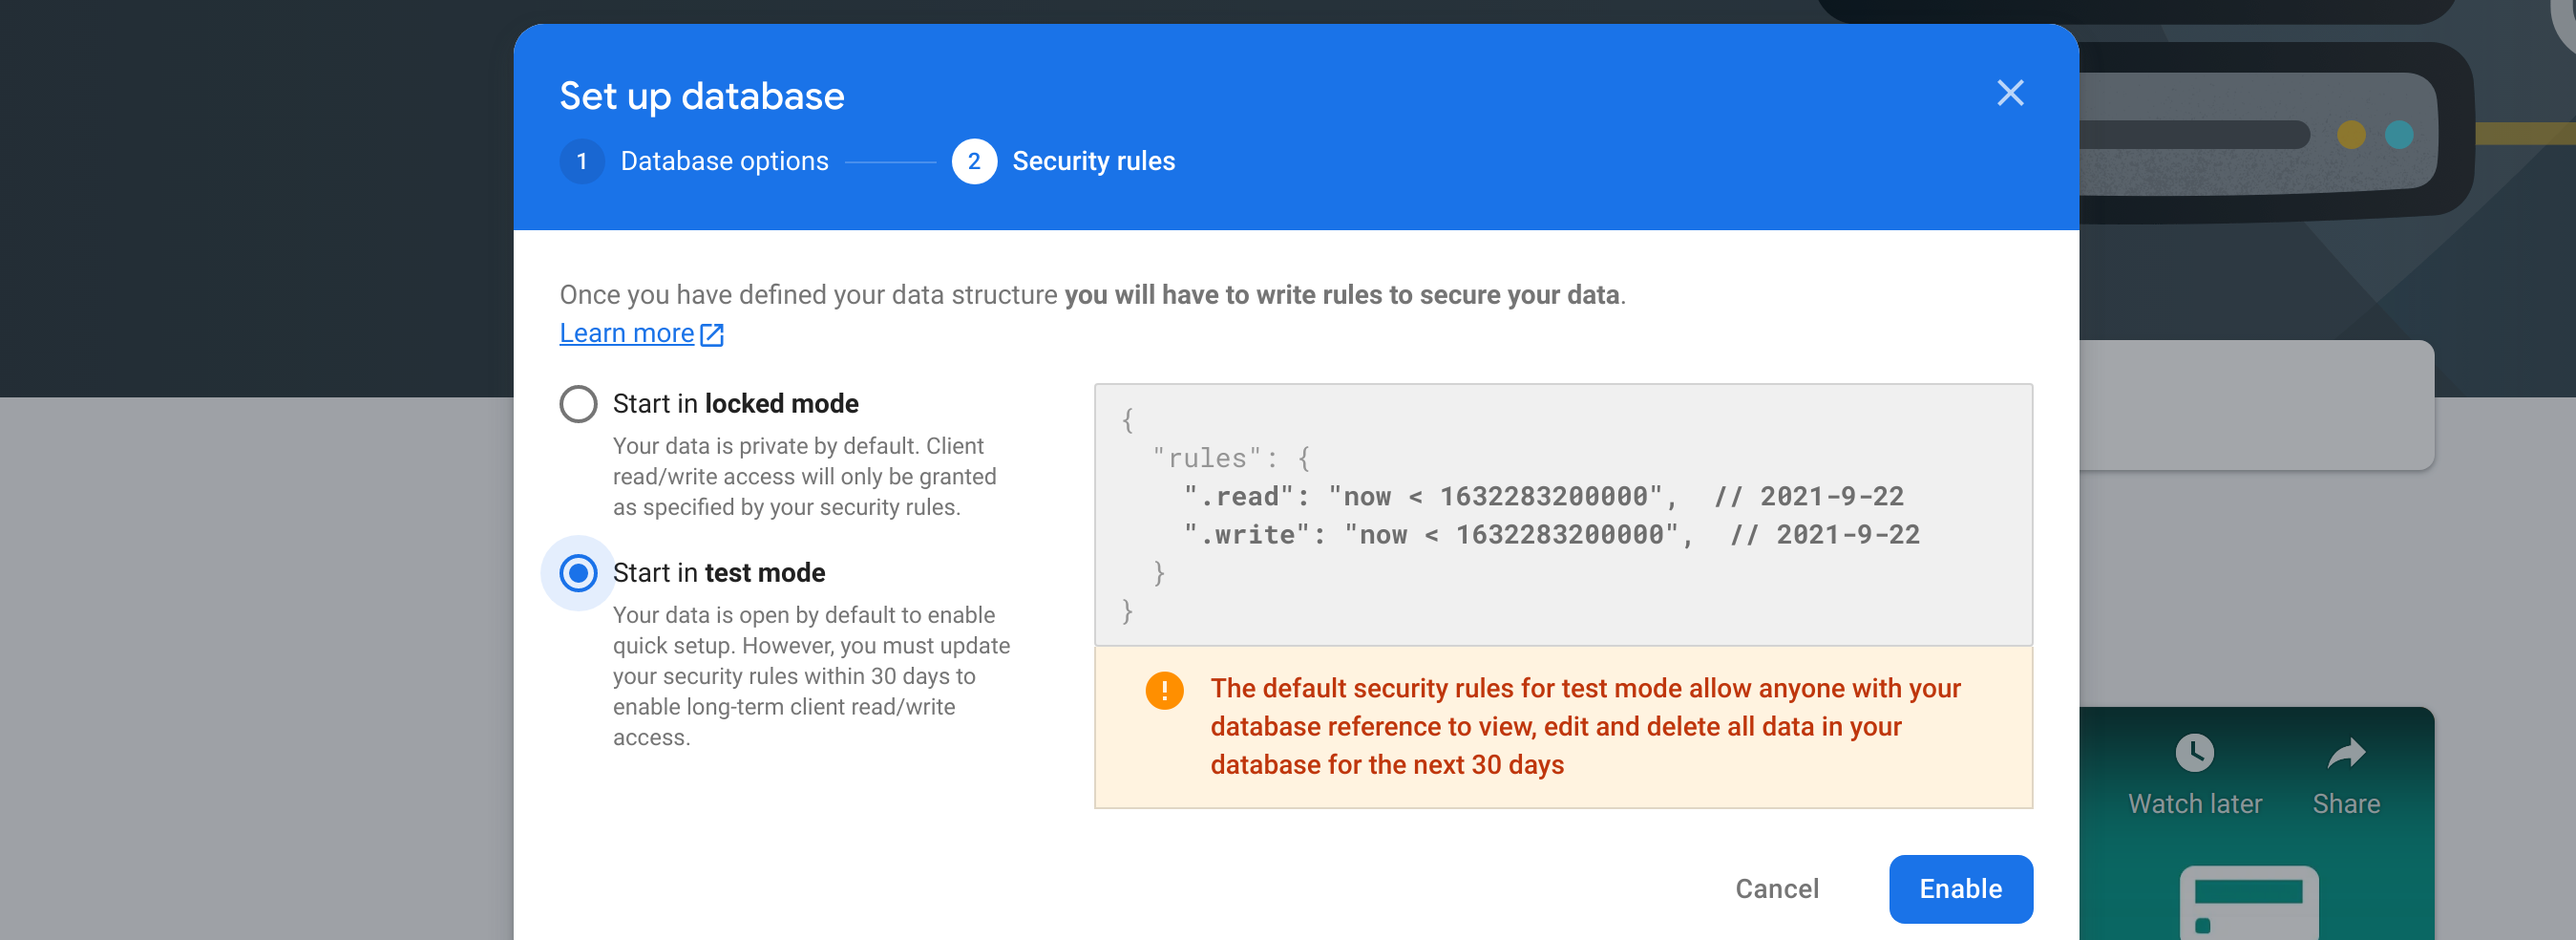 Set up database
1 Database options
2 Security rules
Once you have defined your data structure you will have to write rules to secure your data.
Learn more
Start in locked mode
Your data is private by default. Client
read/write access will only be granted
as specified by your security rules.
Start in test mode
Your data is open by default to enable
quick setup. However, you must update
your security rules within 30 days to
enable long-term client read/write
access.
{
"rules": {
".read": "now < 1632283200000",  // 2021-9-22
".write": "now < 1632283200000",  // 2021-9-22
}
}
The default security rules for test mode allow anyone with your
database reference to view, edit and delete all data in your
database for the next 30 days
Cancel
Enable
Watch later
Share